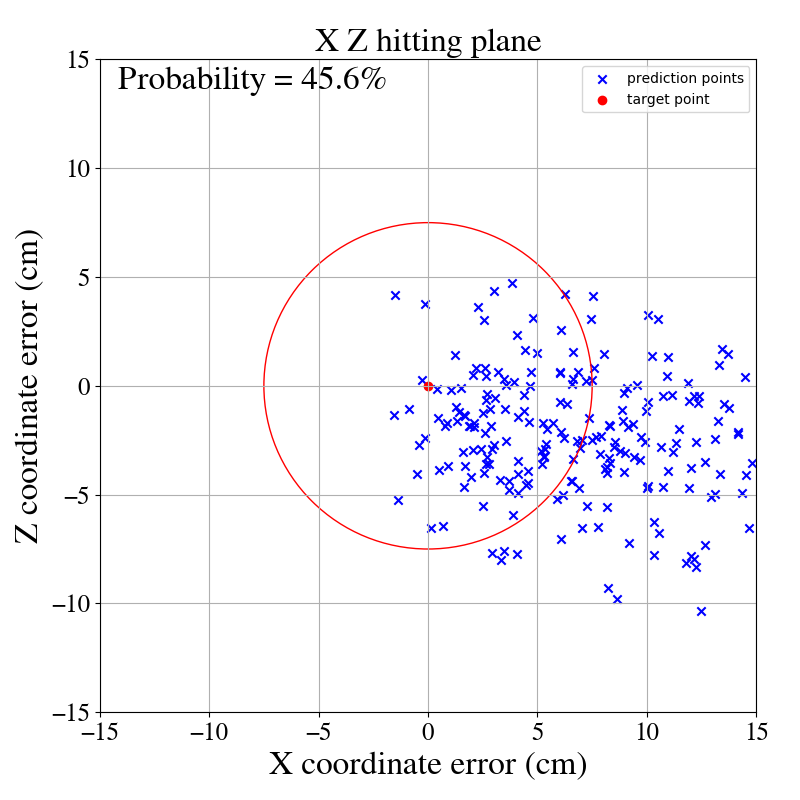 X Z hitting plane
Probability = 45.6%
prediction points
target point
Z coordinate error (cm)
15
10
5
0
−5
−10
−15
−15
−10
−5
0
5
10
15
X coordinate error (cm)